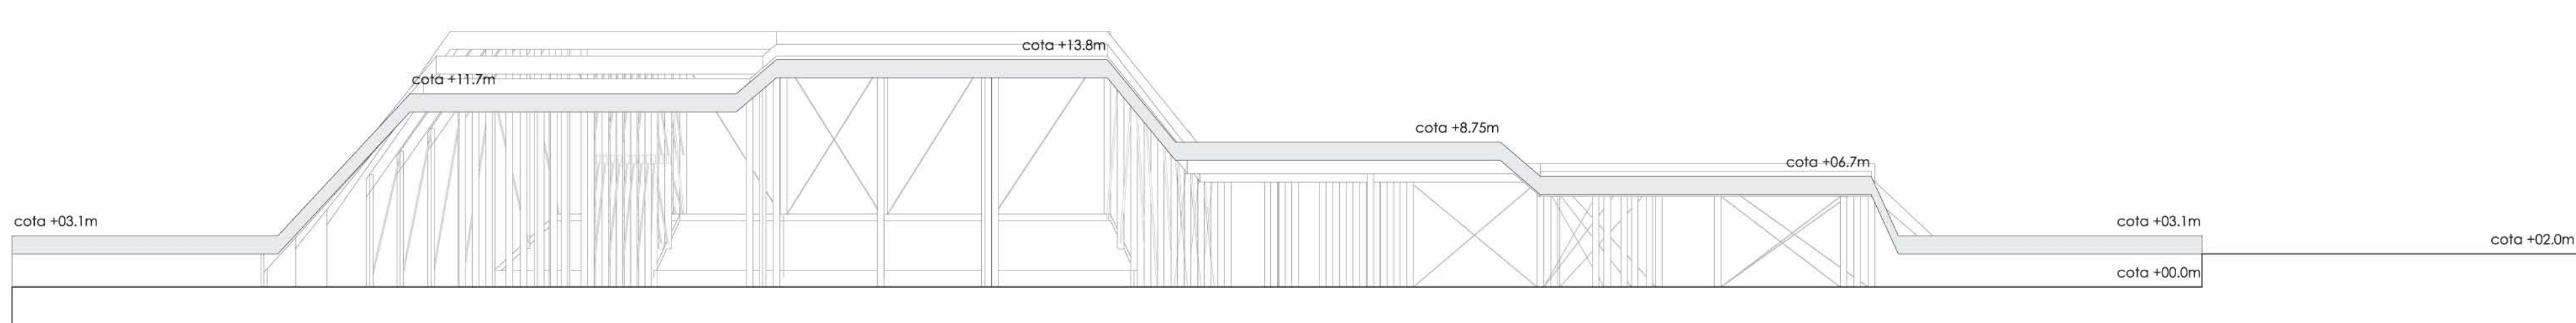 cota +13.8m
cota +11.7m
cota +8.75m
cota +06.7m
cota +03.1m
cota +03.1m
cota +02.0m
cota +00.0m